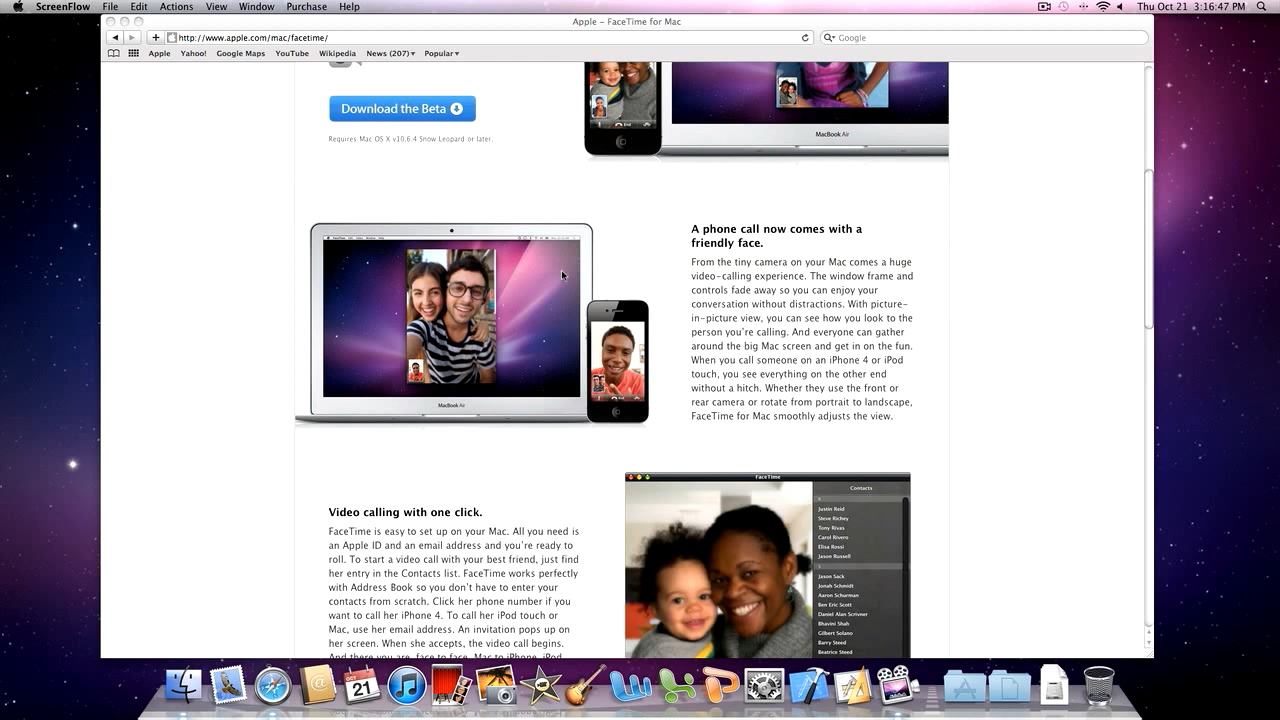 ScreenFlow File Edit Actions View Window Purchase Help Thu Oct 21 3:16:47 PM
Apple – FaceTime for Mac
http://www.apple.com/mac/facetime/ Google
Apple Yahoo! Google Maps YouTube Wikipedia News (207)▾ Popular▾
Download the Beta
Requires Mac OS X v10.6.4 Snow Leopard or later.
MacBook Air
A phone call now comes with a
friendly face.
From the tiny camera on your Mac comes a huge
video-calling experience. The window frame and
controls fade away so you can enjoy your
conversation without distractions. With picture-
in-picture view, you can see how you look to the
person you're calling. And everyone can gather
around the big Mac screen and get in on the fun.
When you call someone on an iPhone 4 or iPod
touch, you see everything on the other end
without a hitch. Whether they use the front or
rear camera or rotate from portrait to landscape,
FaceTime for Mac smoothly adjusts the view.
MacBook Air
Video calling with one click.
FaceTime is easy to set up on your Mac. All you need is
an Apple ID and an email address and you're ready to
roll. To start a video call with your best friend, just find
her entry in the Contacts list. FaceTime works perfectly
with Address Book so you don't have to enter your
contacts from scratch. Click her phone number if you
want to call her iPhone 4. To call her iPod touch or
Mac, use her email address. An invitation pops up on
her screen. When she accepts, the video call begins.
And there you are, face to face, Mac to iPhone, iPod
FaceTime
Contacts
R
Justin Reid
Steve Richey
Tony Rivas
Carol Rivero
Elisa Rossi
Jason Russell
S
Jason Sack
Jonah Schmidt
Aaron Schurman
Ben Eric Scott
Daniel Alan Scrivner
Bhavini Shah
Gilbert Solano
Barry Steed
Beatrice Steed
OCT
21